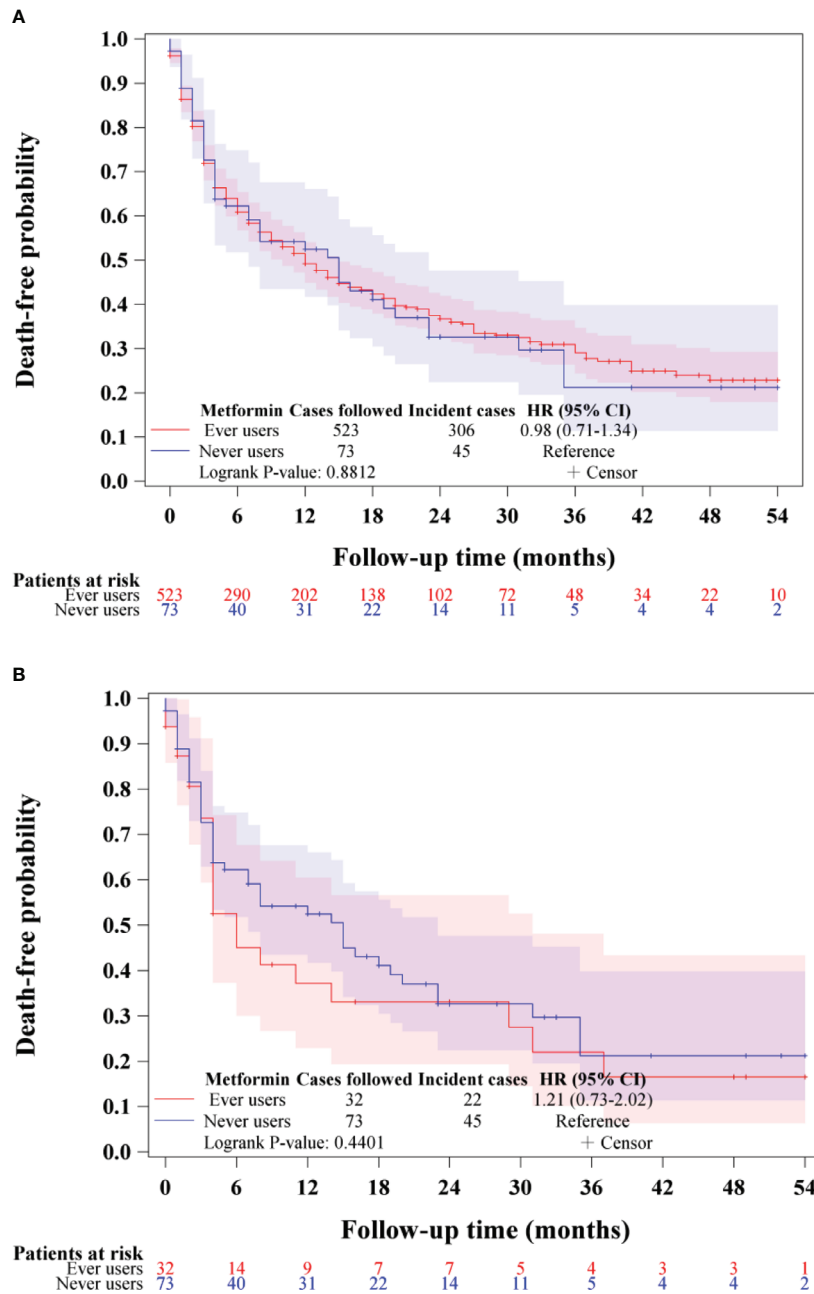 A
1.0
0.9
0.8
0.7
0.6
0.5
0.4
0.3
0.2
0.1
0.0
Death-free probability
Metformin Cases followed Incident cases HR (95% CI)
Ever users 523 306 0.98 (0.71-1.34)
Never users 73 45 Reference
Logrank P-value: 0.8812 + Censor
0 6 12 18 24 30 36 42 48 54
Follow-up time (months)
Patients at risk
Ever users 523 290 202 138 102 72 48 34 22 10
Never users 73 40 31 22 14 11 5 4 4 2
B
1.0
0.9
0.8
0.7
0.6
0.5
0.4
0.3
0.2
0.1
0.0
Death-free probability
Metformin Cases followed Incident cases HR (95% CI)
Ever users 32 22 1.21 (0.73-2.02)
Never users 73 45 Reference
Logrank P-value: 0.4401 + Censor
0 6 12 18 24 30 36 42 48 54
Follow-up time (months)
Patients at risk
Ever users 32 14 9 7 7 5 4 3 3 1
Never users 73 40 31 22 14 11 5 4 4 2